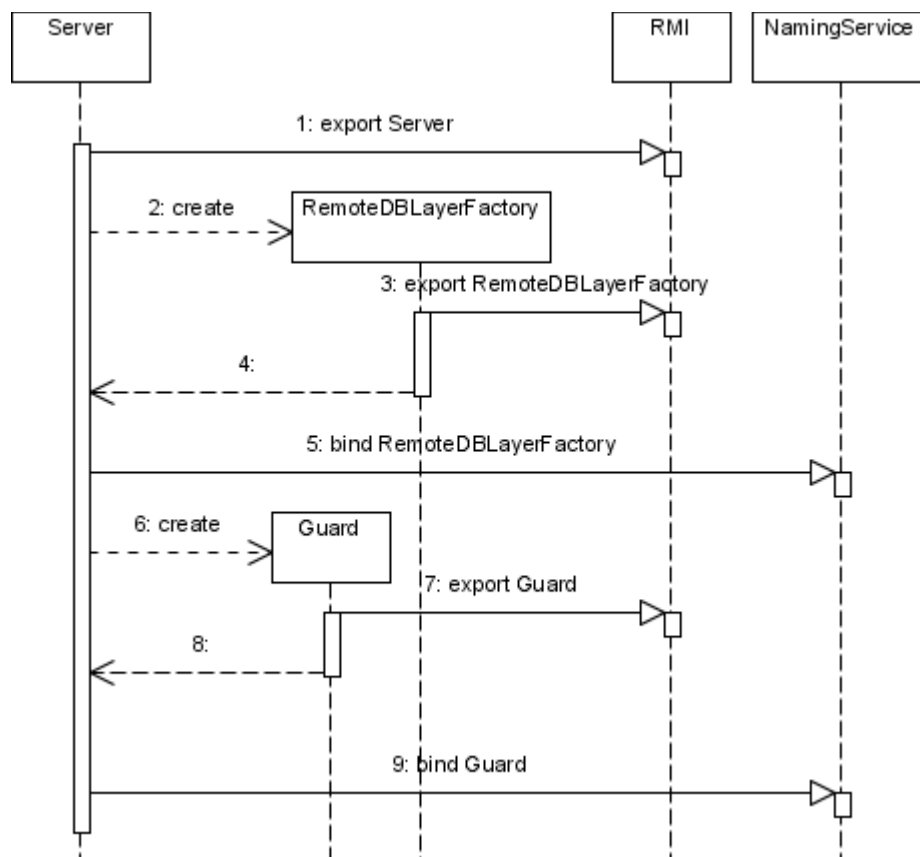 Server
RMI
NamingService
1: export Server
2: create
RemoteDBLayerFactory
3: export RemoteDBLayerFactory
4:
5: bind RemoteDBLayerFactory
6: create
Guard
7: export Guard
8:
9: bind Guard